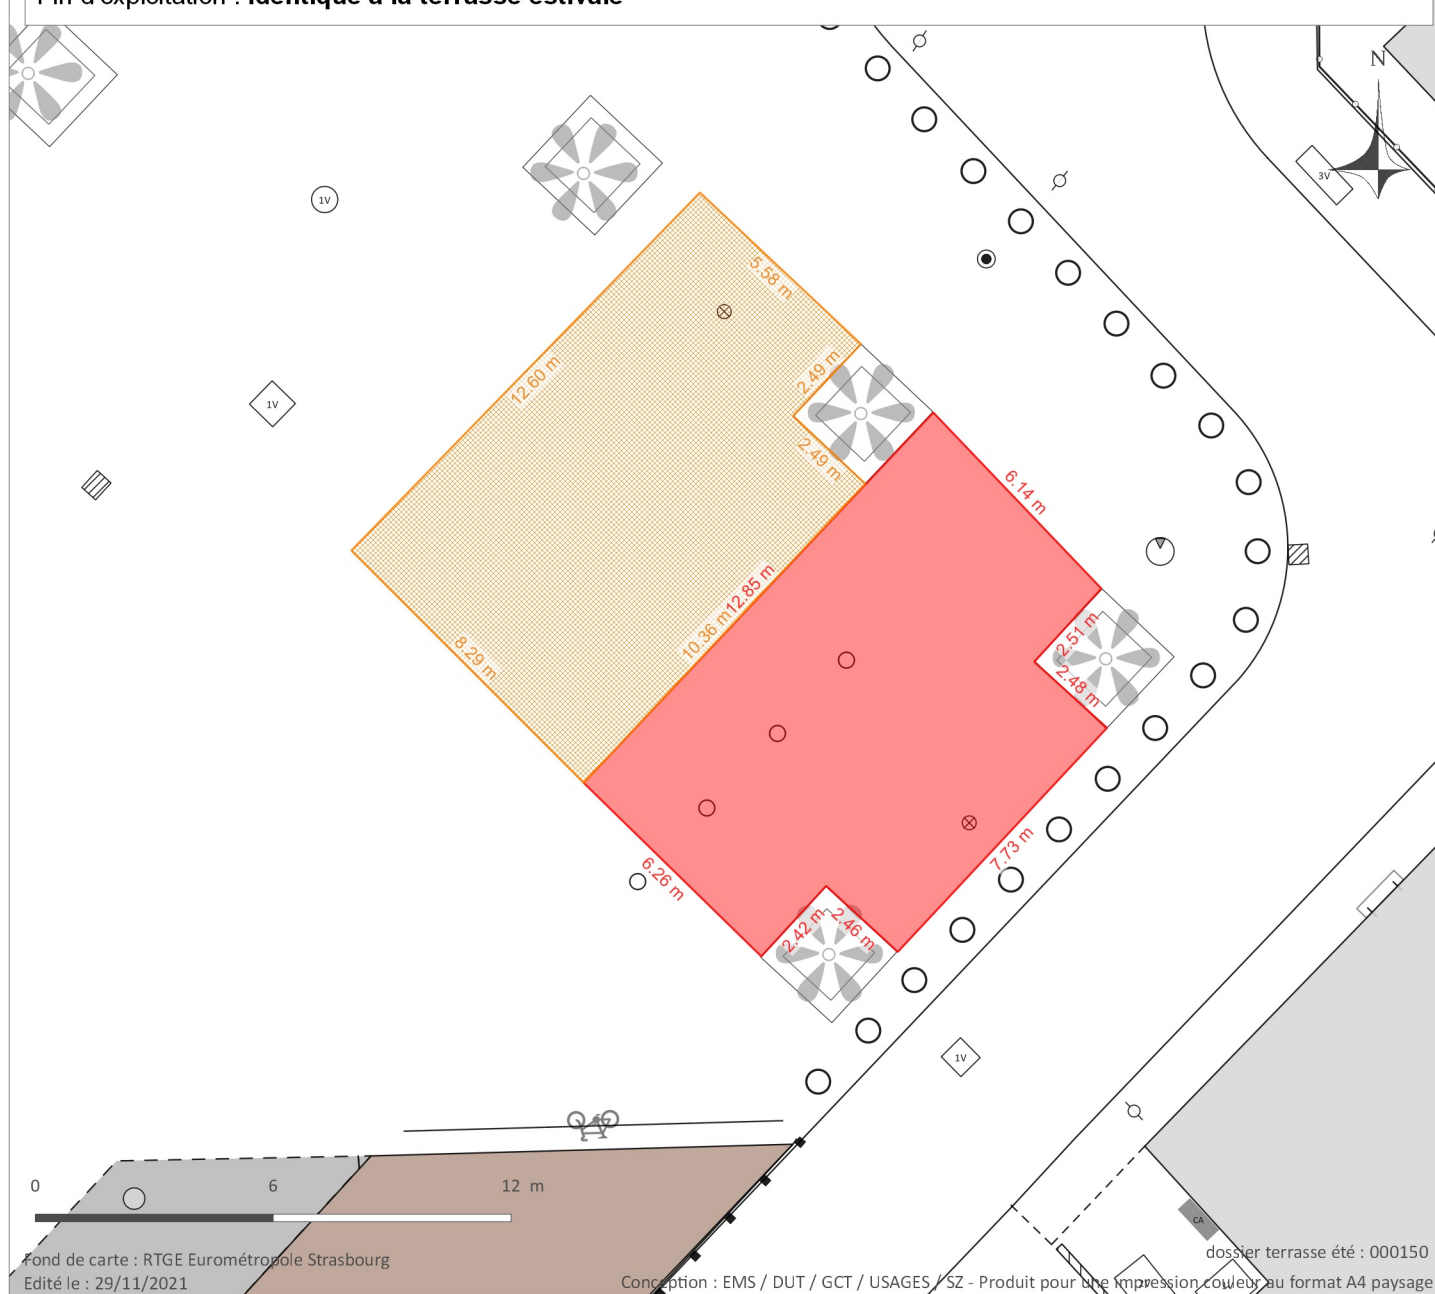 Fin d'exploitation : Identique à la terrasse estivale
N
3V
1V
5.58 m
12.60 m
2.49 m
1V
2.49 m
6.14 m
12.85 m
10.36 m
2.51 m
8.29 m
2.48 m
7.73 m
6.26 m
2.42 m
2.46 m
1V
0 6 12 m
CA
Fond de carte : RTGE Eurométropole Strasbourg
dossier terrasse été : 000150
Edité le : 29/11/2021
Conception : EMS / DUT / GCT / USAGES / SZ - Produit pour une impression couleur au format A4 paysage